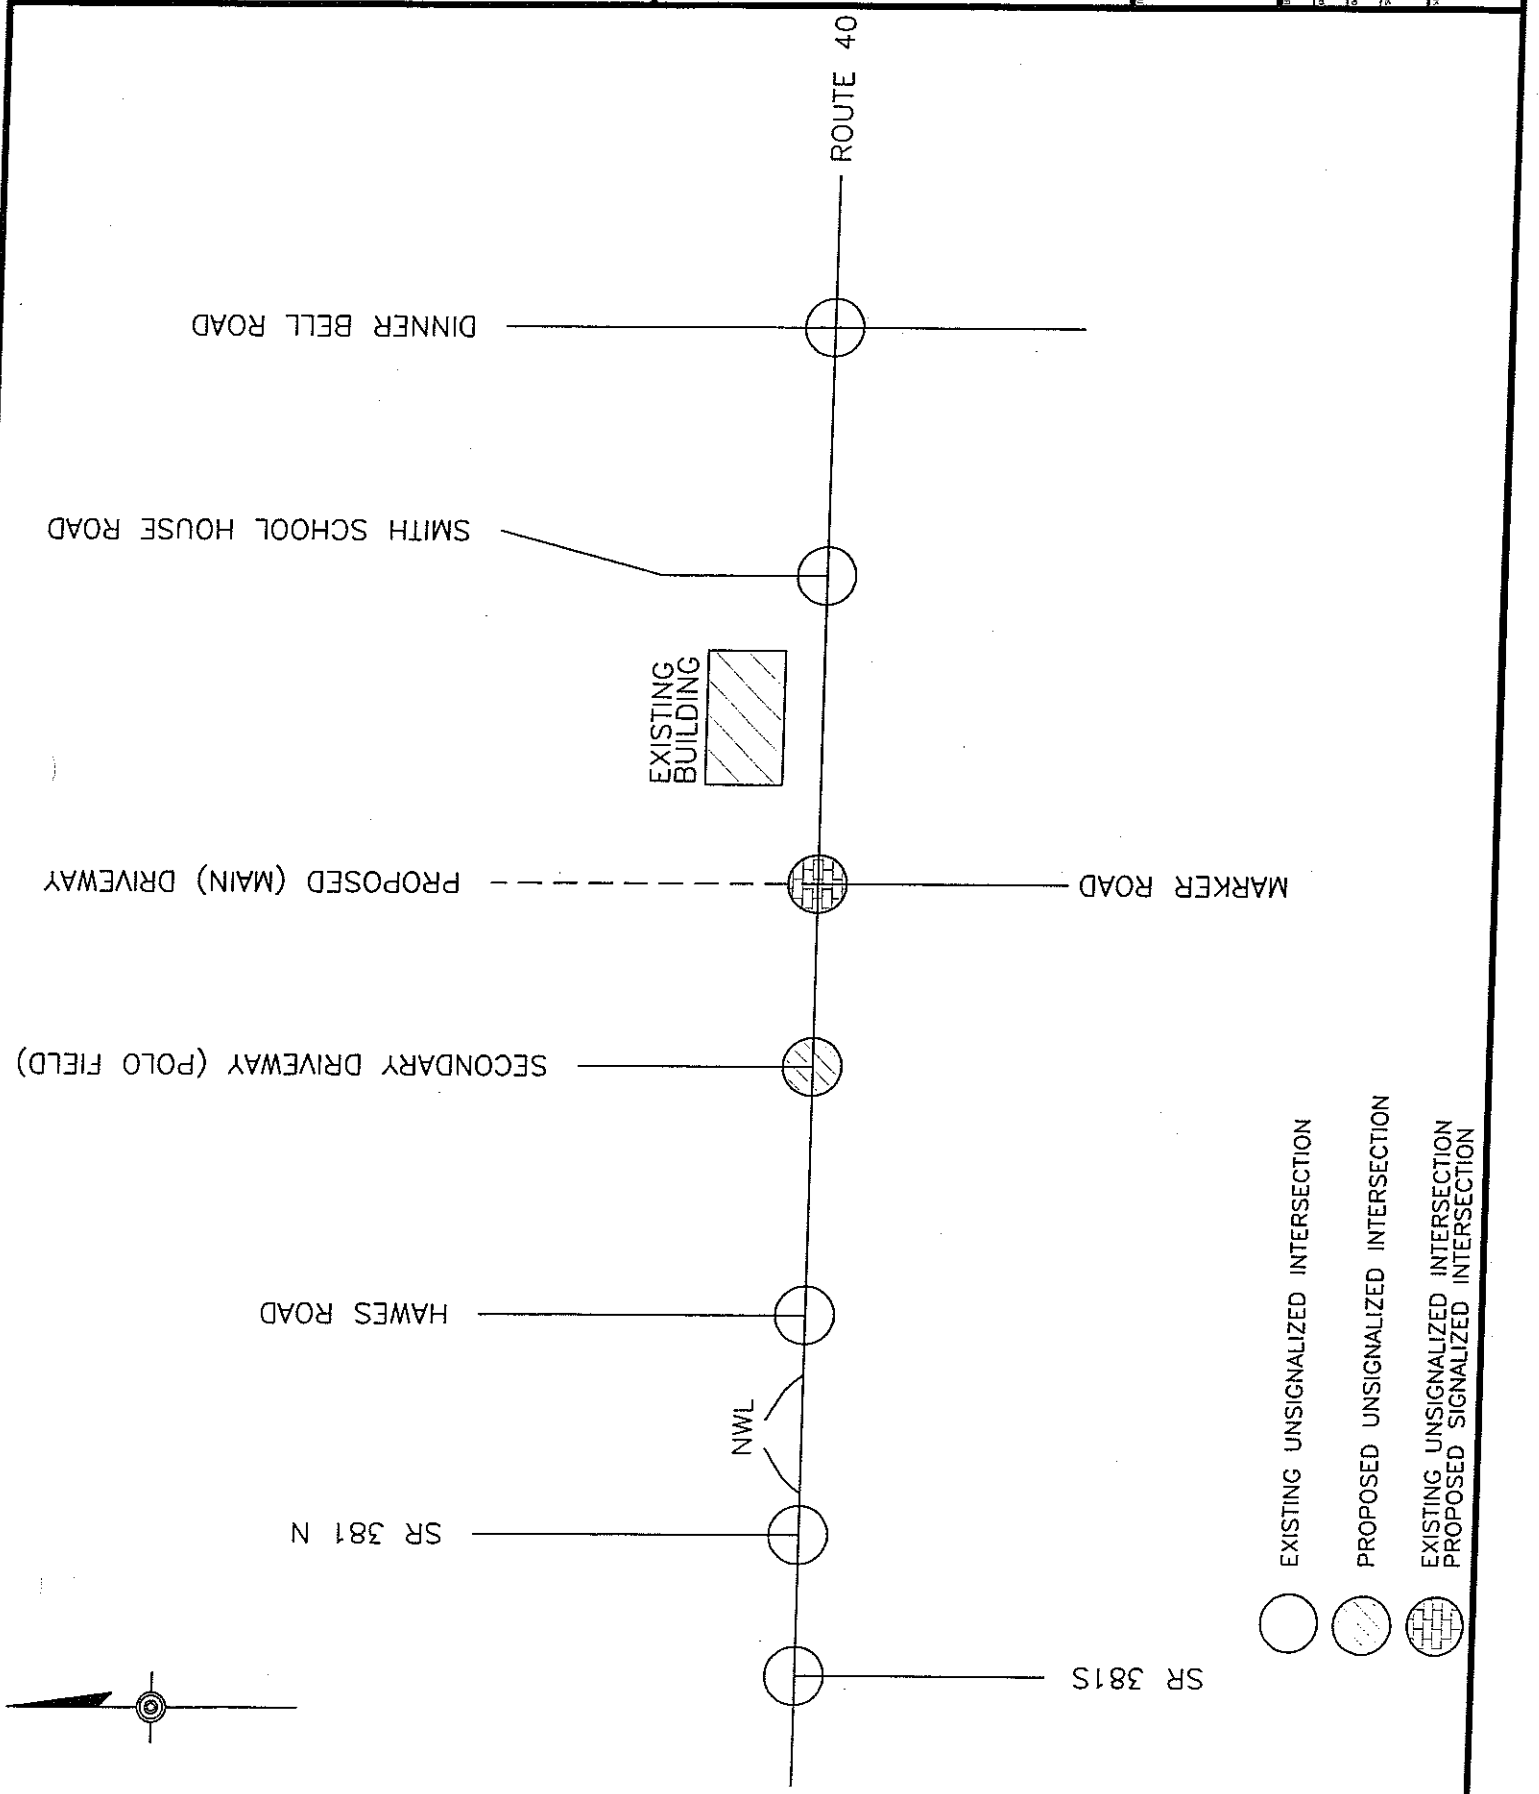 ROUTE 40
DINNER BELL ROAD
SMITH SCHOOL HOUSE ROAD
EXISTING
BUILDING
PROPOSED (MAIN) DRIVEWAY
MARKER ROAD
SECONDARY DRIVEWAY (POLO FIELD)
HAWES ROAD
NWL
SR 381 N
SR 381S
EXISTING UNSIGNALIZED INTERSECTION
PROPOSED UNSIGNALIZED INTERSECTION
EXISTING UNSIGNALIZED INTERSECTION
PROPOSED SIGNALIZED INTERSECTION